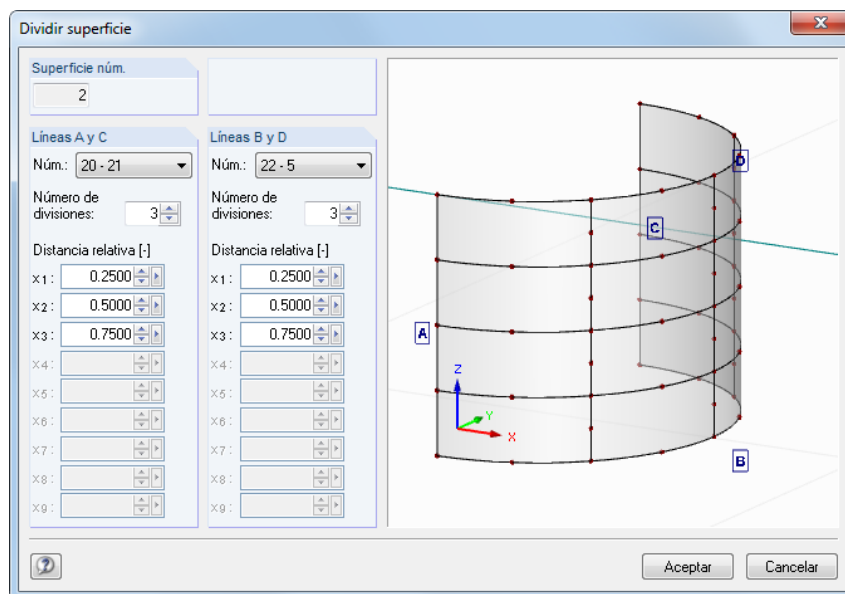 Dividir superficie
Superficie núm.
2
Líneas A y C
Núm.: 20 - 21
Número de
divisiones: 3
Distancia relativa [-]
x1: 0.2500
x2: 0.5000
x3: 0.7500
x4:
x5:
x6:
x7:
x8:
x9:
Líneas B y D
Núm.: 22 - 5
Número de
divisiones: 3
Distancia relativa [-]
x1: 0.2500
x2: 0.5000
x3: 0.7500
x4:
x5:
x6:
x7:
x8:
x9:
D
C
A
Z
Y
X
B
Aceptar
Cancelar